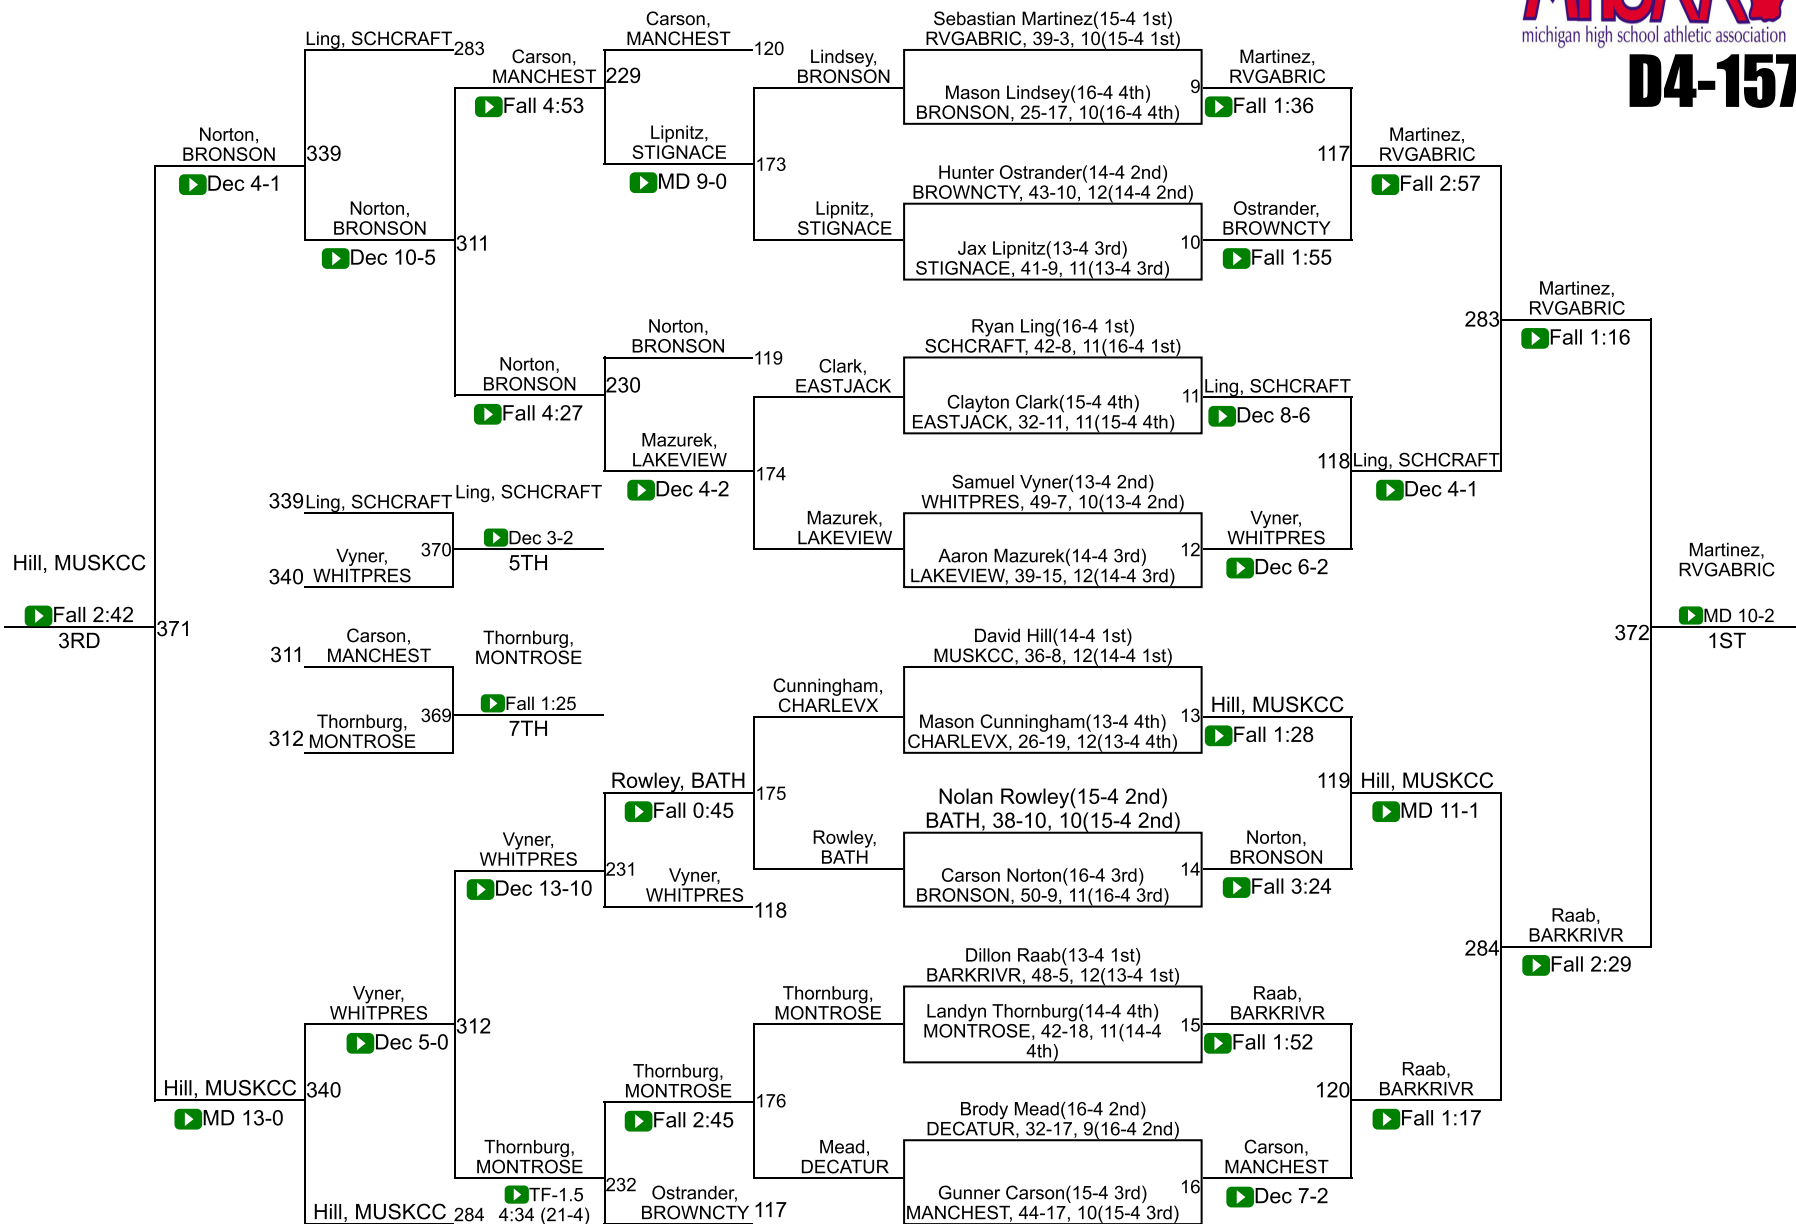 michigan high school athletic association
D4-157
Ling, SCHCRAFT
283
Norton,
BRONSON
Dec 4-1
339
Norton,
BRONSON
Dec 10-5
311
Carson,
MANCHEST
Fall 4:53
229
Carson,
MANCHEST
120
Lipnitz,
STIGNACE
MD 9-0
173
Lindsey,
BRONSON
Lipnitz,
STIGNACE
Sebastian Martinez(15-4 1st)
RVGABRIC, 39-3, 10(15-4 1st)
Mason Lindsey(16-4 4th)
BRONSON, 25-17, 10(16-4 4th)
9
Martinez,
RVGABRIC
Fall 1:36
Hunter Ostrander(14-4 2nd)
BROWNCTY, 43-10, 12(14-4 2nd)
Jax Lipnitz(13-4 3rd)
STIGNACE, 41-9, 11(13-4 3rd)
10
Ostrander,
BROWNCTY
Fall 1:55
117
Martinez,
RVGABRIC
Fall 2:57
Norton,
BRONSON
Fall 4:27
230
Norton,
BRONSON
119
Mazurek,
LAKEVIEW
Dec 4-2
174
Clark,
EASTJACK
Mazurek,
LAKEVIEW
Ryan Ling(16-4 1st)
SCHCRAFT, 42-8, 11(16-4 1st)
Clayton Clark(15-4 4th)
EASTJACK, 32-11, 11(15-4 4th)
11
Ling, SCHCRAFT
Dec 8-6
Samuel Vyner(13-4 2nd)
WHITPRES, 49-7, 10(13-4 2nd)
Aaron Mazurek(14-4 3rd)
LAKEVIEW, 39-15, 12(14-4 3rd)
12
Vyner,
WHITPRES
Dec 6-2
118
Ling, SCHCRAFT
Dec 4-1
283
Martinez,
RVGABRIC
Fall 1:16
339
Ling, SCHCRAFT
340
Vyner,
WHITPRES
370
Ling, SCHCRAFT
Dec 3-2
5TH
Hill, MUSKCC
Fall 2:42
3RD
371
311
Carson,
MANCHEST
312
Thornburg,
MONTROSE
369
Thornburg,
MONTROSE
Fall 1:25
7TH
372
Martinez,
RVGABRIC
MD 10-2
1ST
Cunningham,
CHARLEVX
Rowley,
BATH
David Hill(14-4 1st)
MUSKCC, 36-8, 12(14-4 1st)
Mason Cunningham(13-4 4th)
CHARLEVX, 26-19, 12(13-4 4th)
13
Hill, MUSKCC
Fall 1:28
Nolan Rowley(15-4 2nd)
BATH, 38-10, 10(15-4 2nd)
Carson Norton(16-4 3rd)
BRONSON, 50-9, 11(16-4 3rd)
14
Norton,
BRONSON
Fall 3:24
119
Hill, MUSKCC
MD 11-1
Rowley, BATH
Fall 0:45
175
Vyner,
WHITPRES
Dec 13-10
231
Vyner,
WHITPRES
118
Vyner,
WHITPRES
Dec 5-0
312
Hill, MUSKCC
MD 13-0
340
Hill, MUSKCC
284
Thornburg,
MONTROSE
TF-1.5
4:34 (21-4)
232
Thornburg,
MONTROSE
Fall 2:45
176
Ostrander,
BROWNCTY
117
Thornburg,
MONTROSE
Mead,
DECATUR
Dillon Raab(13-4 1st)
BARKRIVR, 48-5, 12(13-4 1st)
Landyn Thornburg(14-4 4th)
MONTROSE, 42-18, 11(14-4
4th)
15
Raab,
BARKRIVR
Fall 1:52
Brody Mead(16-4 2nd)
DECATUR, 32-17, 9(16-4 2nd)
Gunner Carson(15-4 3rd)
MANCHEST, 44-17, 10(15-4 3rd)
16
Carson,
MANCHEST
Dec 7-2
120
Raab,
BARKRIVR
Fall 1:17
284
Raab,
BARKRIVR
Fall 2:29